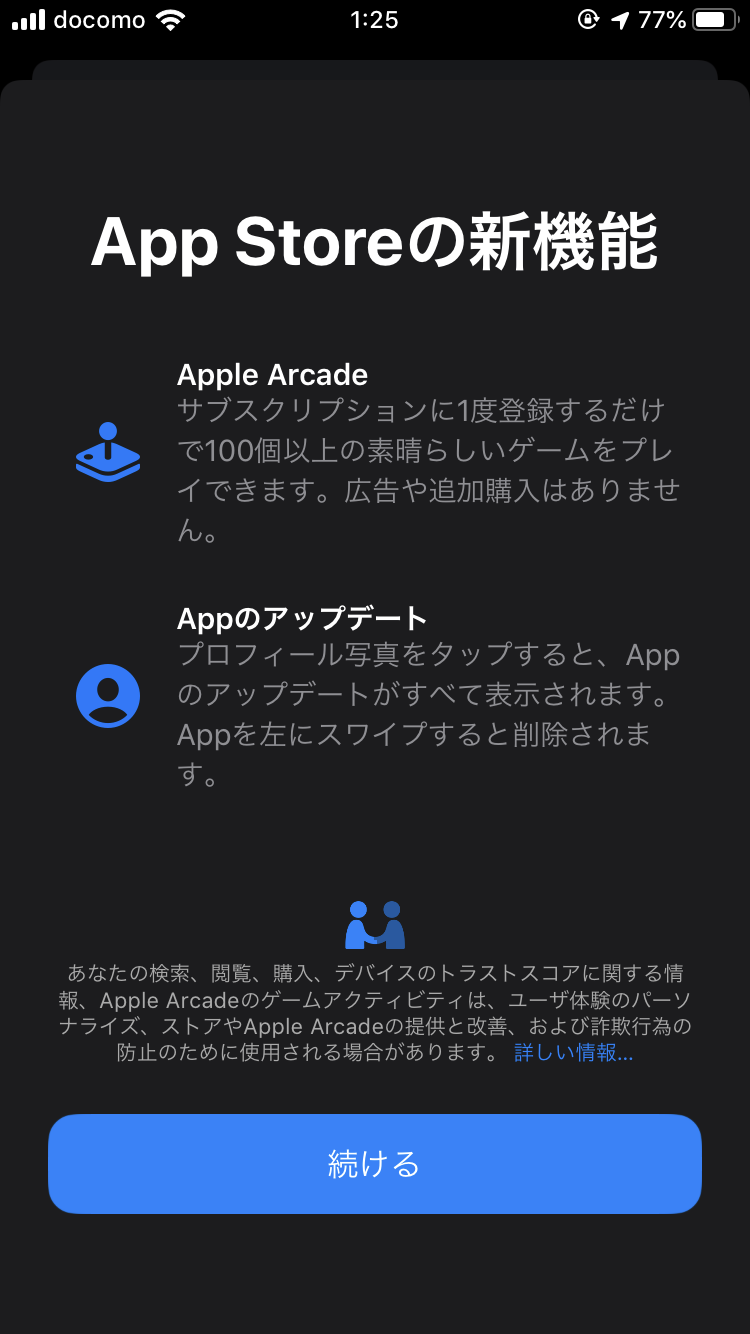 docomo 1:25 77%
App Storeの新機能
Apple Arcade
サブスクリプションに1度登録するだけ
で100個以上の素晴らしいゲームをプレ
イできます。広告や追加購入はありませ
ん。
Appのアップデート
プロフィール写真をタップすると、App
のアップデートがすべて表示されます。
Appを左にスワイプすると削除されま
す。
あなたの検索、閲覧、購入、デバイスのトラストスコアに関する情
報、Apple Arcadeのゲームアクティビティは、ユーザ体験のパーソ
ナライズ、ストアやApple Arcadeの提供と改善、および詐欺行為の
防止のために使用される場合があります。 詳しい情報...
続ける